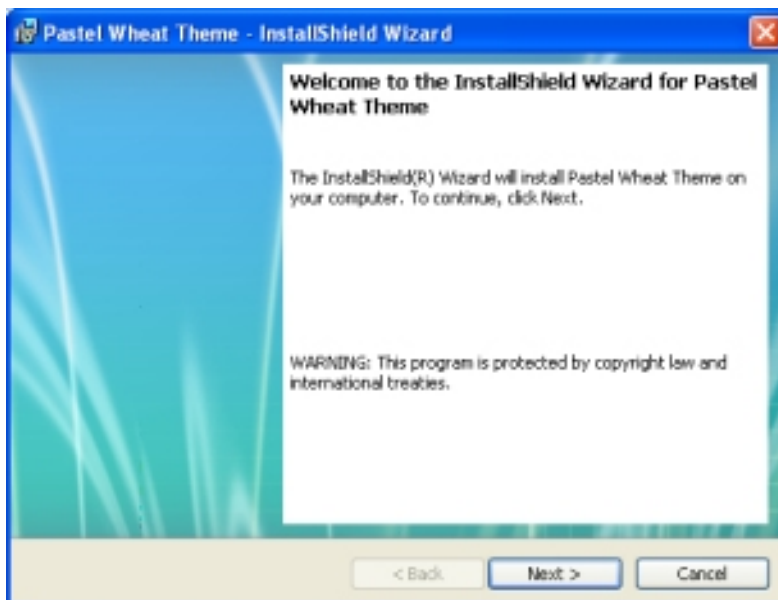 Pastel Wheat Theme - InstallShield Wizard
Welcome to the InstallShield Wizard for Pastel
Wheat Theme
The InstallShield(R) Wizard will install Pastel Wheat Theme on
your computer. To continue, click Next.
WARNING: This program is protected by copyright law and
international treaties.
< Back
Next >
Cancel